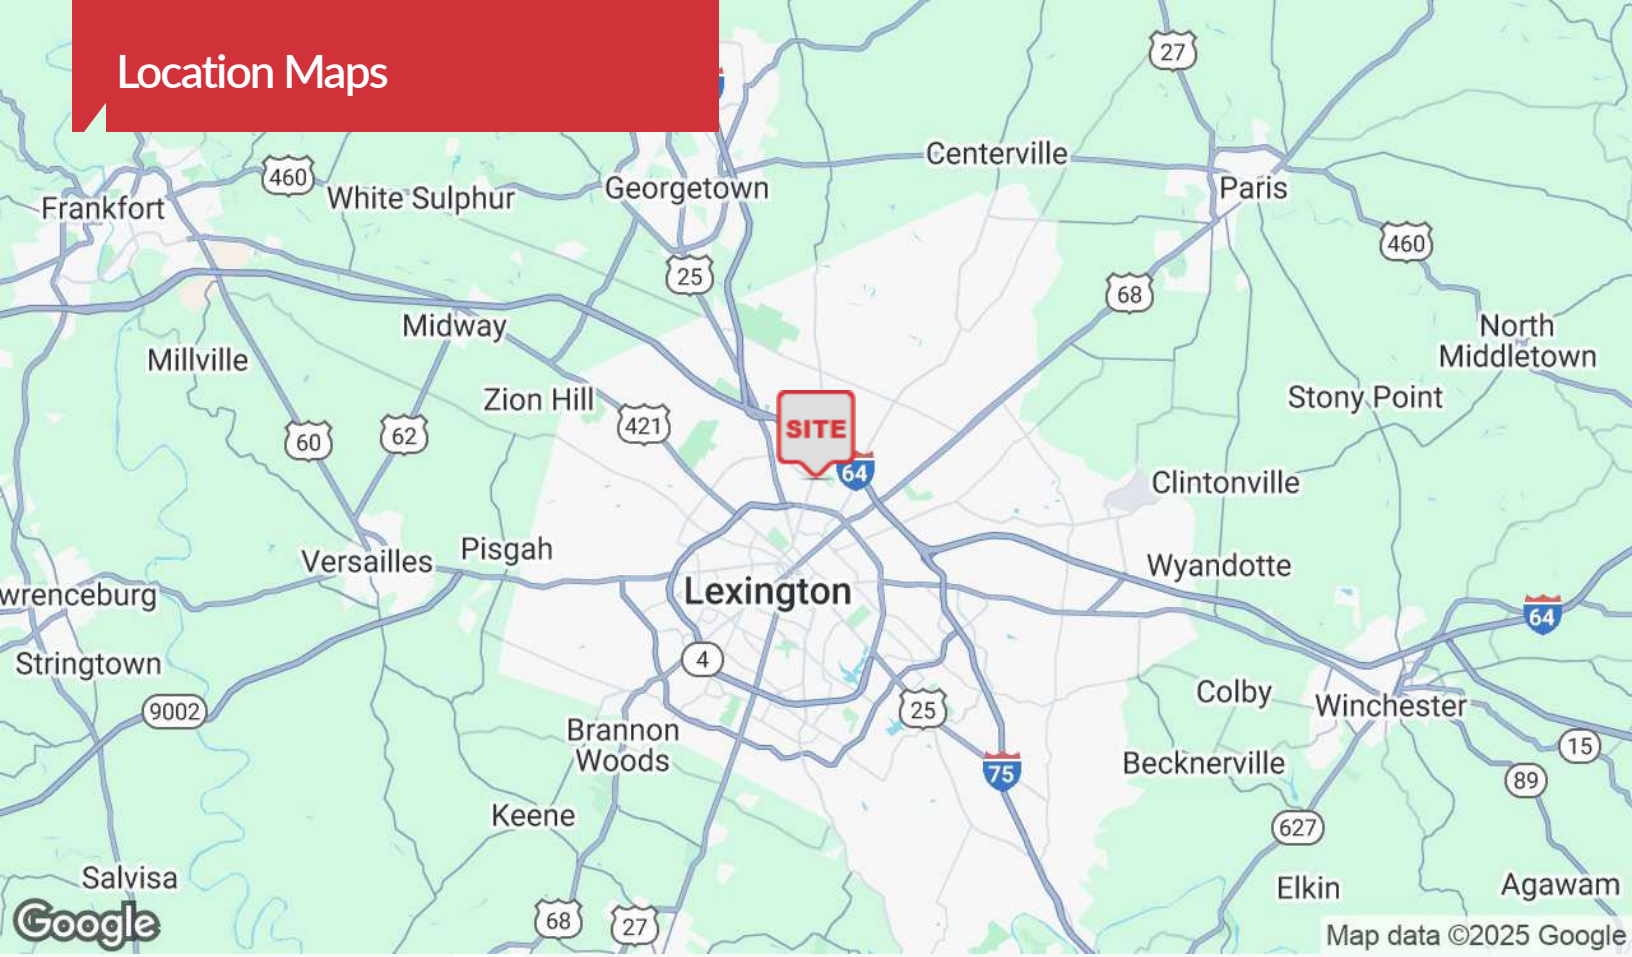 Location Maps
27
Centerville
460
White Sulphur
Georgetown
Paris
Frankfort
460
25
68
Midway
North
Middletown
Millville
Zion Hill
Stony Point
421
60
62
SITE
64
Clintonville
Versailles
Pisgah
Wyandotte
Lexington
wrenceburg
64
4
Stringtown
Colby
9002
25
Winchester
Brannon
Woods
15
75
Becknerville
89
Keene
627
Salvisa
Elkin
Agawam
68
27
Google
Map data ©2025 Google